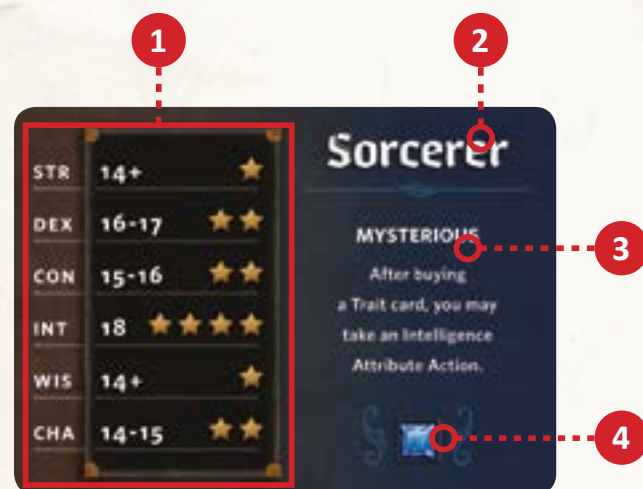 1
2
STR 14+
DEX 16-17
CON 15-16
INT 18
WIS 14+
CHA 14-15
Sorcerer
MYSTERIOUS
After buying
a Trait card, you may
take an Intelligence
Attribute Action.
3
4